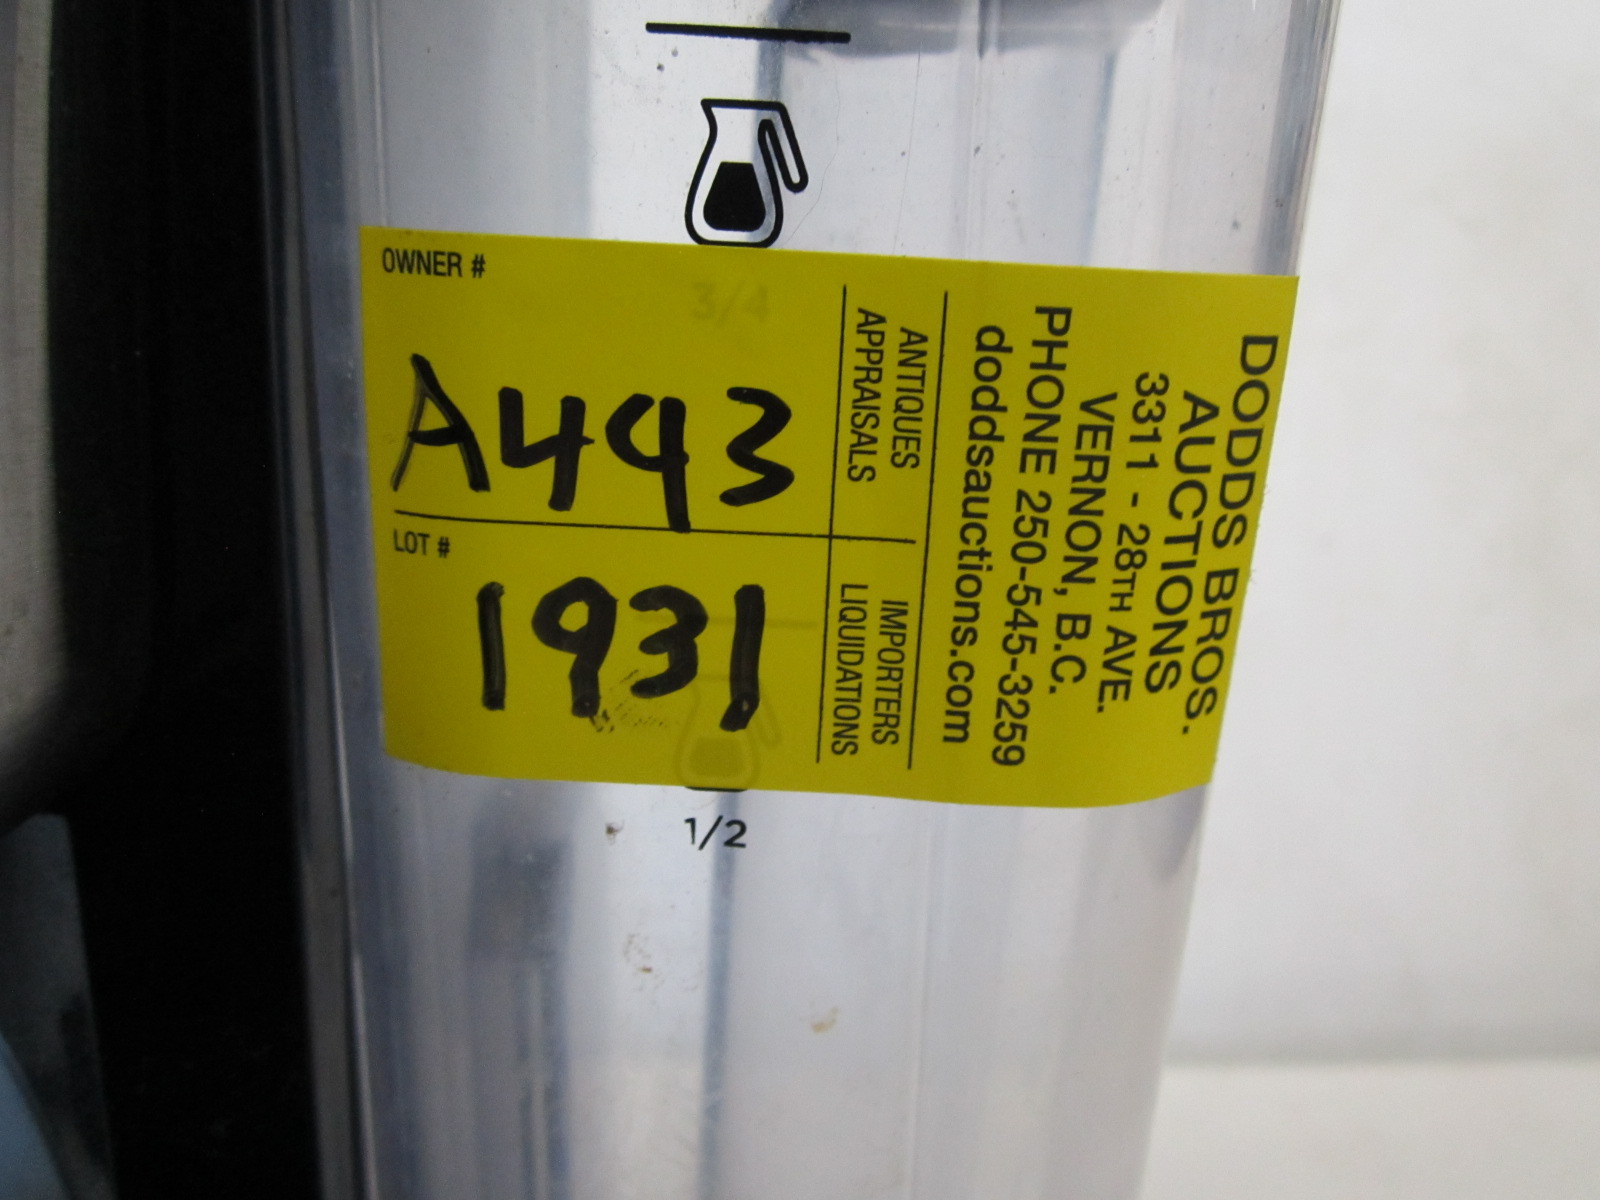 OWNER #
3/4
A493
LOT #
1931
ANTIQUES
APPRAISALS
IMPORTERS
LIQUIDATIONS
DODDS BROS.
AUCTIONS
3311 - 28TH AVE.
VERNON, B.C.
PHONE 250-545-3259
doddsauctions.com
1/2